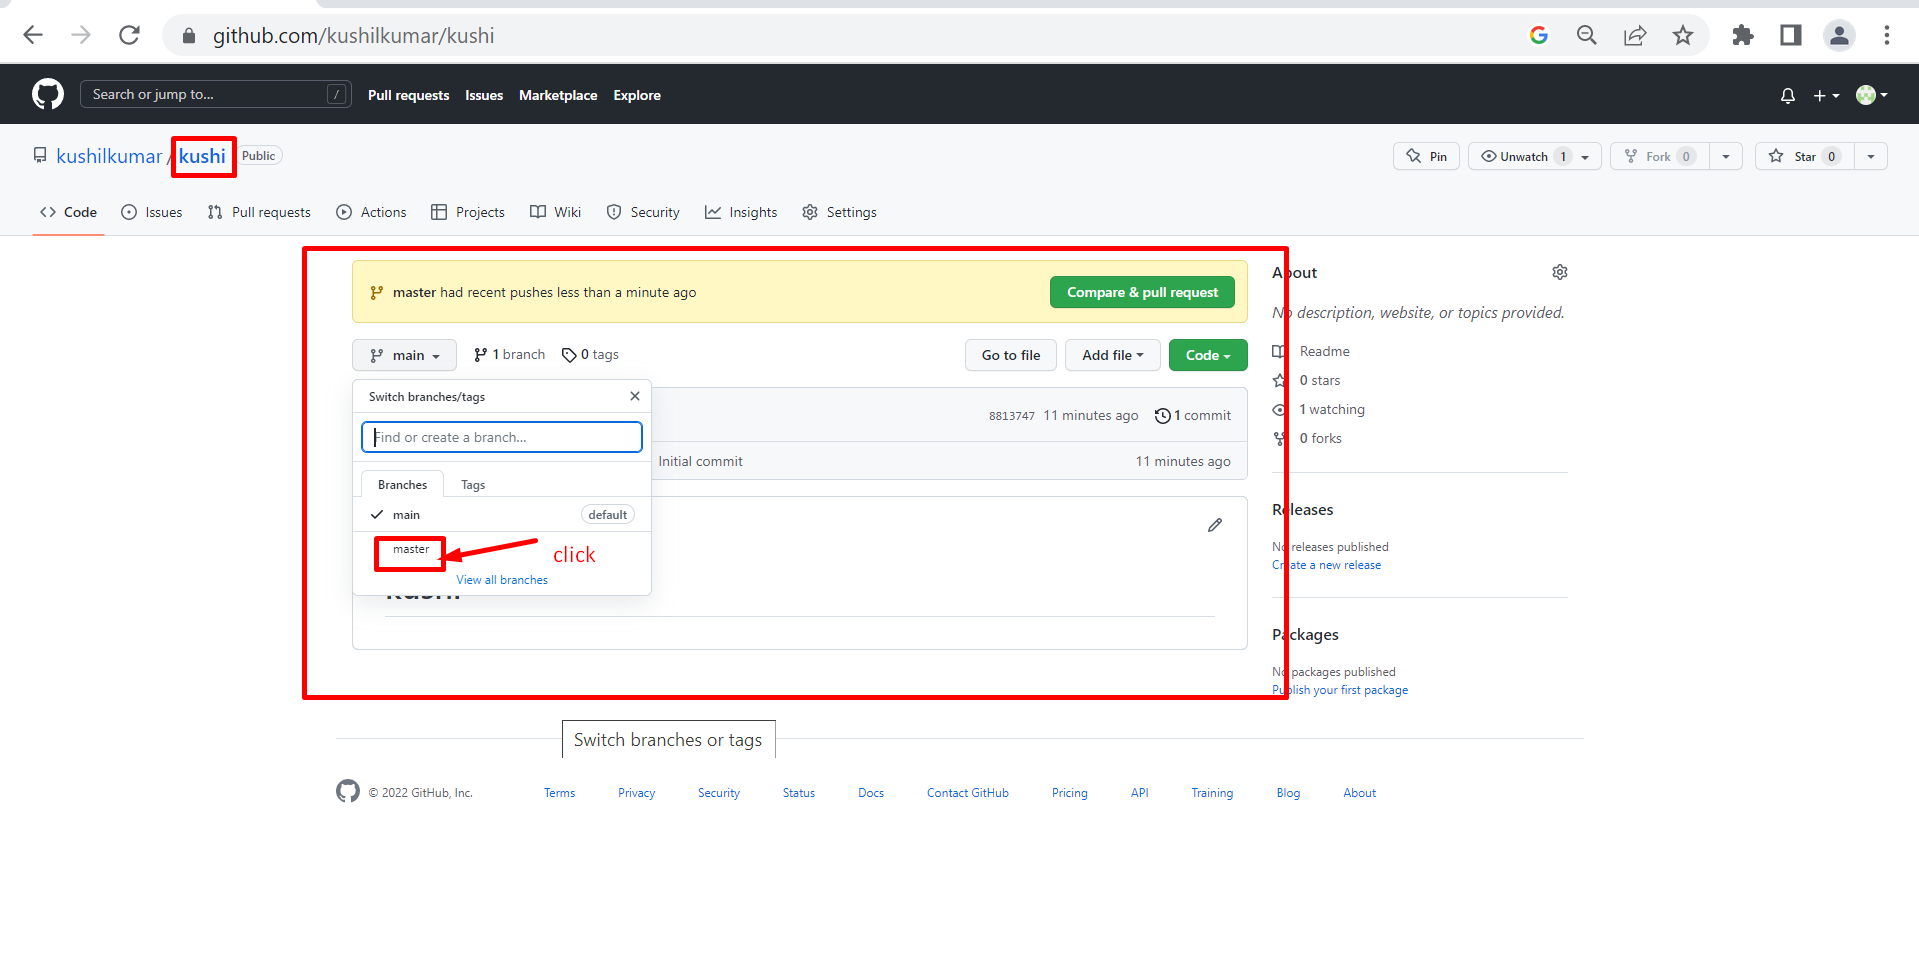 github.com/kushilkumar/kushi
Search or jump to... /
Pull requests Issues Marketplace Explore
kushilkumar / kushi Public
Pin Unwatch 1 Fork 0 Star 0
Code Issues Pull requests Actions Projects Wiki Security Insights Settings
master had recent pushes less than a minute ago Compare & pull request
main 1 branch 0 tags Go to file Add file Code
Switch branches/tags
Find or create a branch...
Branches Tags
main default
master
click
View all branches
8813747 11 minutes ago 1 commit
Initial commit 11 minutes ago
kushi
About
No description, website, or topics provided.
Readme
0 stars
1 watching
0 forks
Releases
No releases published
Create a new release
Packages
No packages published
Publish your first package
Switch branches or tags
© 2022 GitHub, Inc. Terms Privacy Security Status Docs Contact GitHub Pricing API Training Blog About